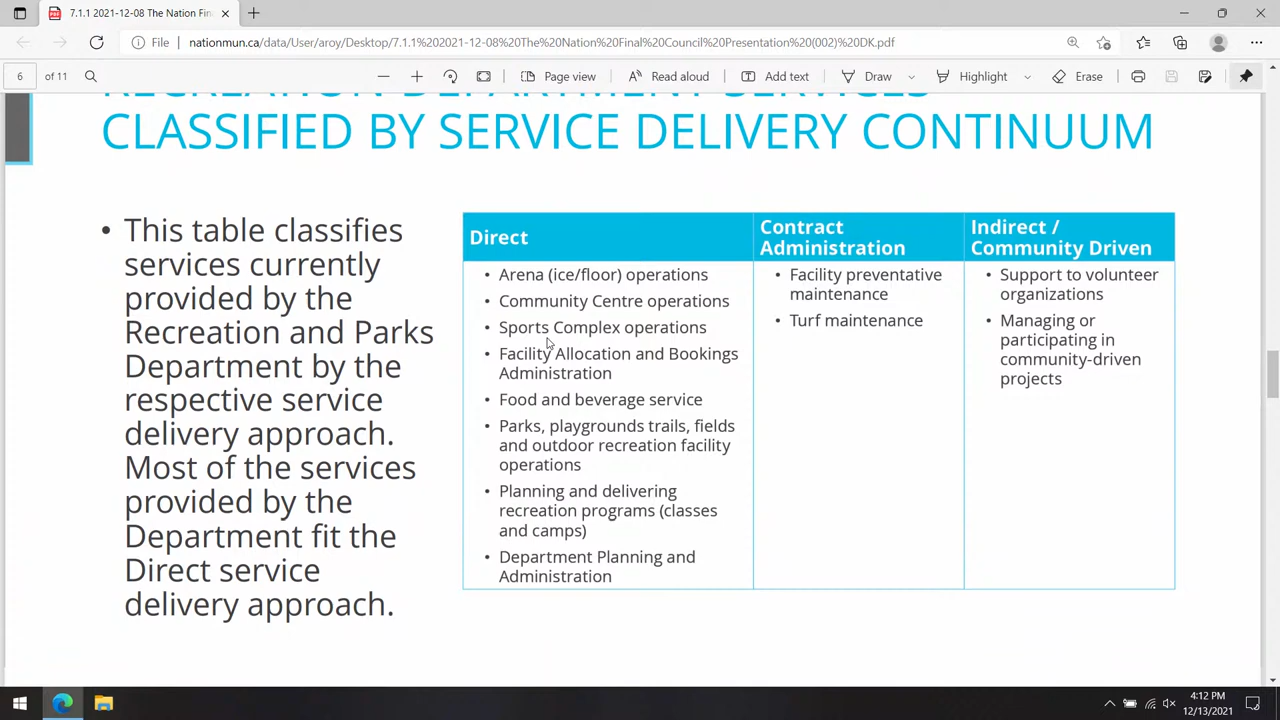 7.1.1 2021-12-08 The Nation Fin
File
nationmun.ca/data/User/aroy/Desktop/7.1.1%202021-12-08%20The%20Nation%20Final%20Council%20Presentation%20(002)%20DK.pdf
6 of 11
Page view
Read aloud
Add text
Draw
Highlight
Erase
RECREATION DEPARTMENT SERVICES
CLASSIFIED BY SERVICE DELIVERY CONTINUUM
• This table classifies
services currently
provided by the
Recreation and Parks
Department by the
respective service
delivery approach.
Most of the services
provided by the
Department fit the
Direct service
delivery approach.
Direct
• Arena (ice/floor) operations
• Community Centre operations
• Sports Complex operations
• Facility Allocation and Bookings
Administration
• Food and beverage service
• Parks, playgrounds trails, fields
and outdoor recreation facility
operations
• Planning and delivering
recreation programs (classes
and camps)
• Department Planning and
Administration
Contract
Administration
• Facility preventative
maintenance
• Turf maintenance
Indirect /
Community Driven
• Support to volunteer
organizations
• Managing or
participating in
community-driven
projects
4:12 PM
12/13/2021